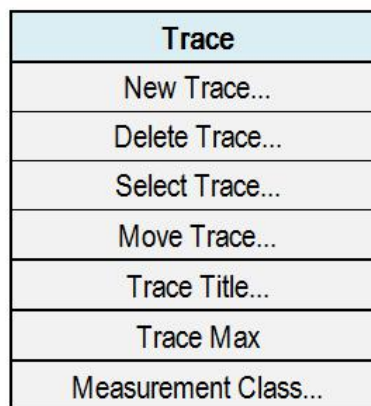 Trace
New Trace...
Delete Trace...
Select Trace...
Move Trace...
Trace Title...
Trace Max
Measurement Class...